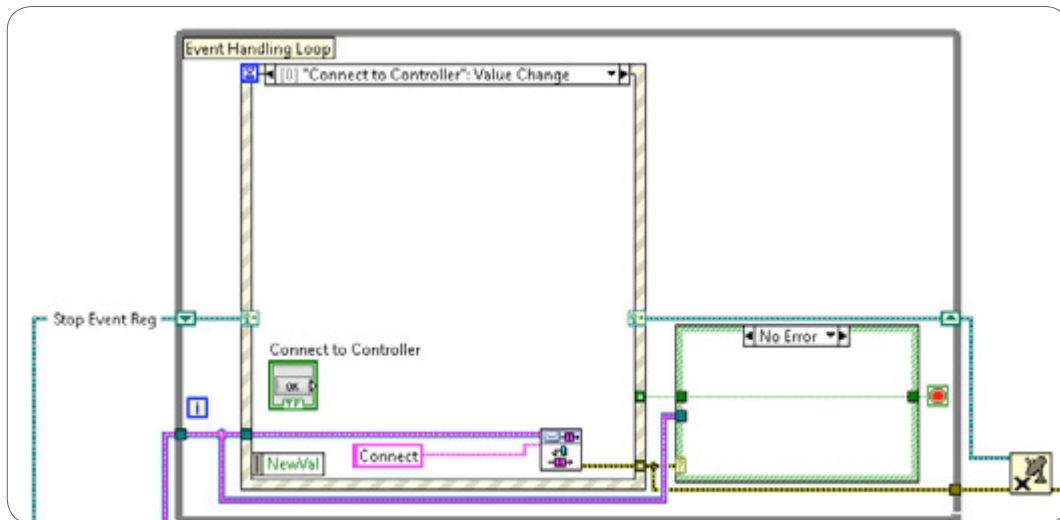 Event Handling Loop
[0] "Connect to Controller": Value Change
Stop Event Reg
No Error
Connect to Controller
OK
TF
i
Connect
NewVal
?